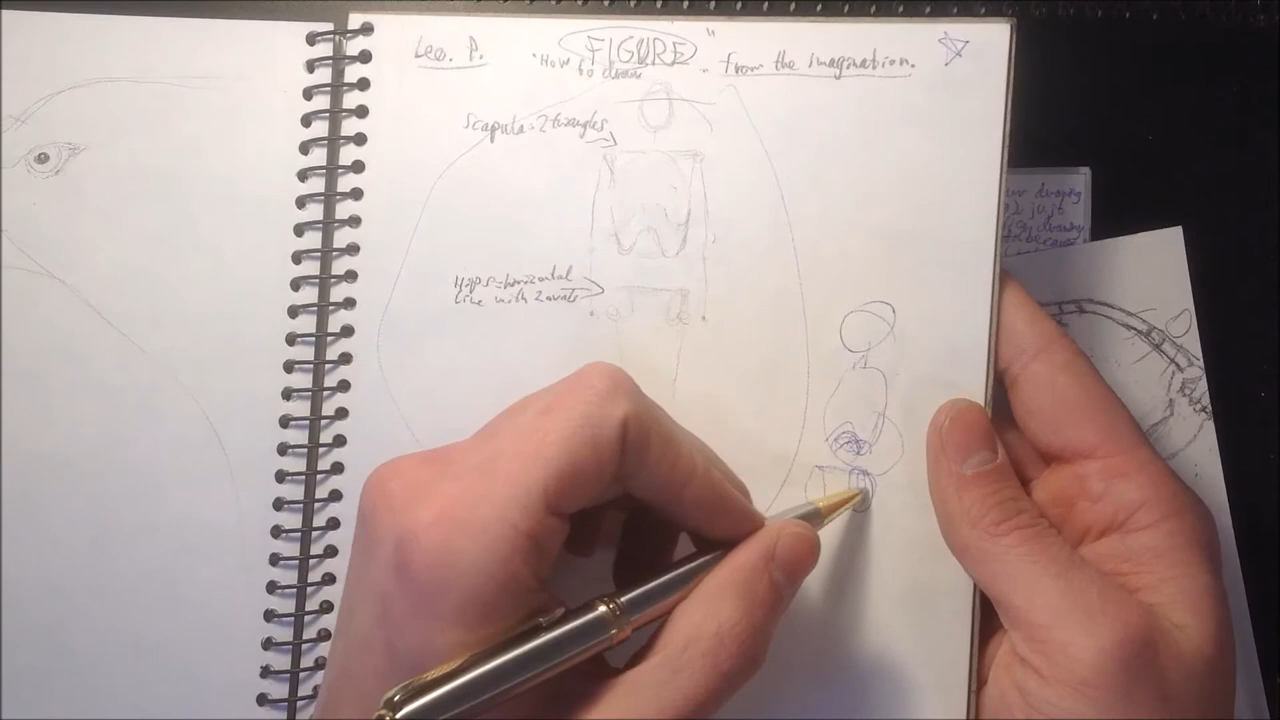 Leo. P. "How to draw FIGURE" from the imagination.
Scapula = 2 triangles
Hips = horizontal
line with 2 ovals